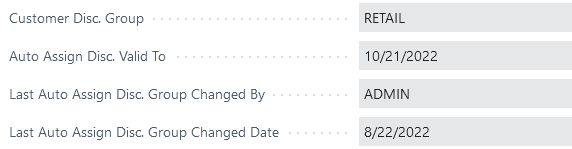 Customer Disc. Group RETAIL
Auto Assign Disc. Valid To 10/21/2022
Last Auto Assign Disc. Group Changed By ADMIN
Last Auto Assign Disc. Group Changed Date 8/22/2022